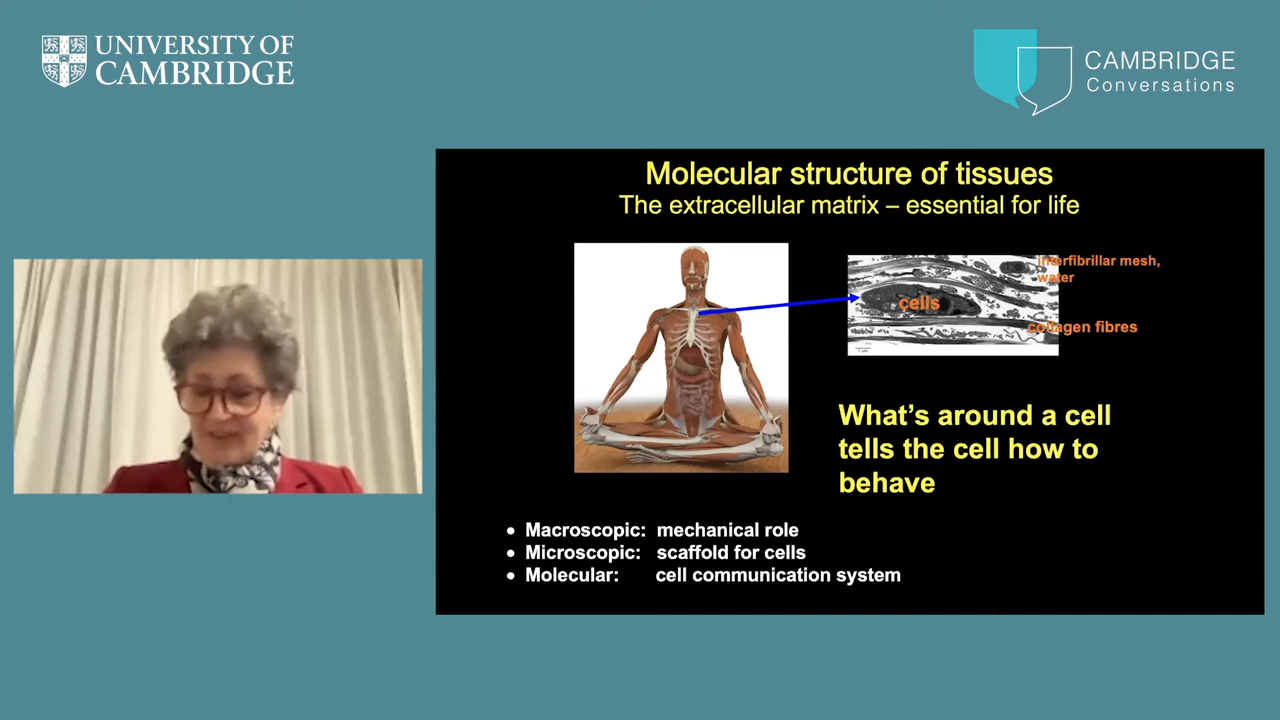 UNIVERSITY OF
CAMBRIDGE
CAMBRIDGE
Conversations
Molecular structure of tissues
The extracellular matrix – essential for life
interfibrillar mesh,
water
cells
collagen fibres
What's around a cell
tells the cell how to
behave
• Macroscopic: mechanical role
• Microscopic: scaffold for cells
• Molecular: cell communication system